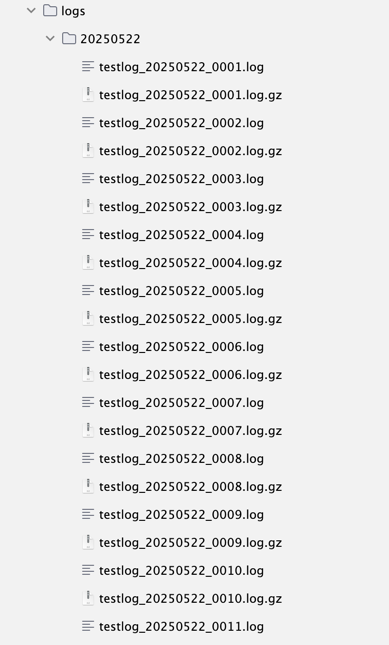 logs
20250522
testlog_20250522_0001.log
testlog_20250522_0001.log.gz
testlog_20250522_0002.log
testlog_20250522_0002.log.gz
testlog_20250522_0003.log
testlog_20250522_0003.log.gz
testlog_20250522_0004.log
testlog_20250522_0004.log.gz
testlog_20250522_0005.log
testlog_20250522_0005.log.gz
testlog_20250522_0006.log
testlog_20250522_0006.log.gz
testlog_20250522_0007.log
testlog_20250522_0007.log.gz
testlog_20250522_0008.log
testlog_20250522_0008.log.gz
testlog_20250522_0009.log
testlog_20250522_0009.log.gz
testlog_20250522_0010.log
testlog_20250522_0010.log.gz
testlog_20250522_0011.log